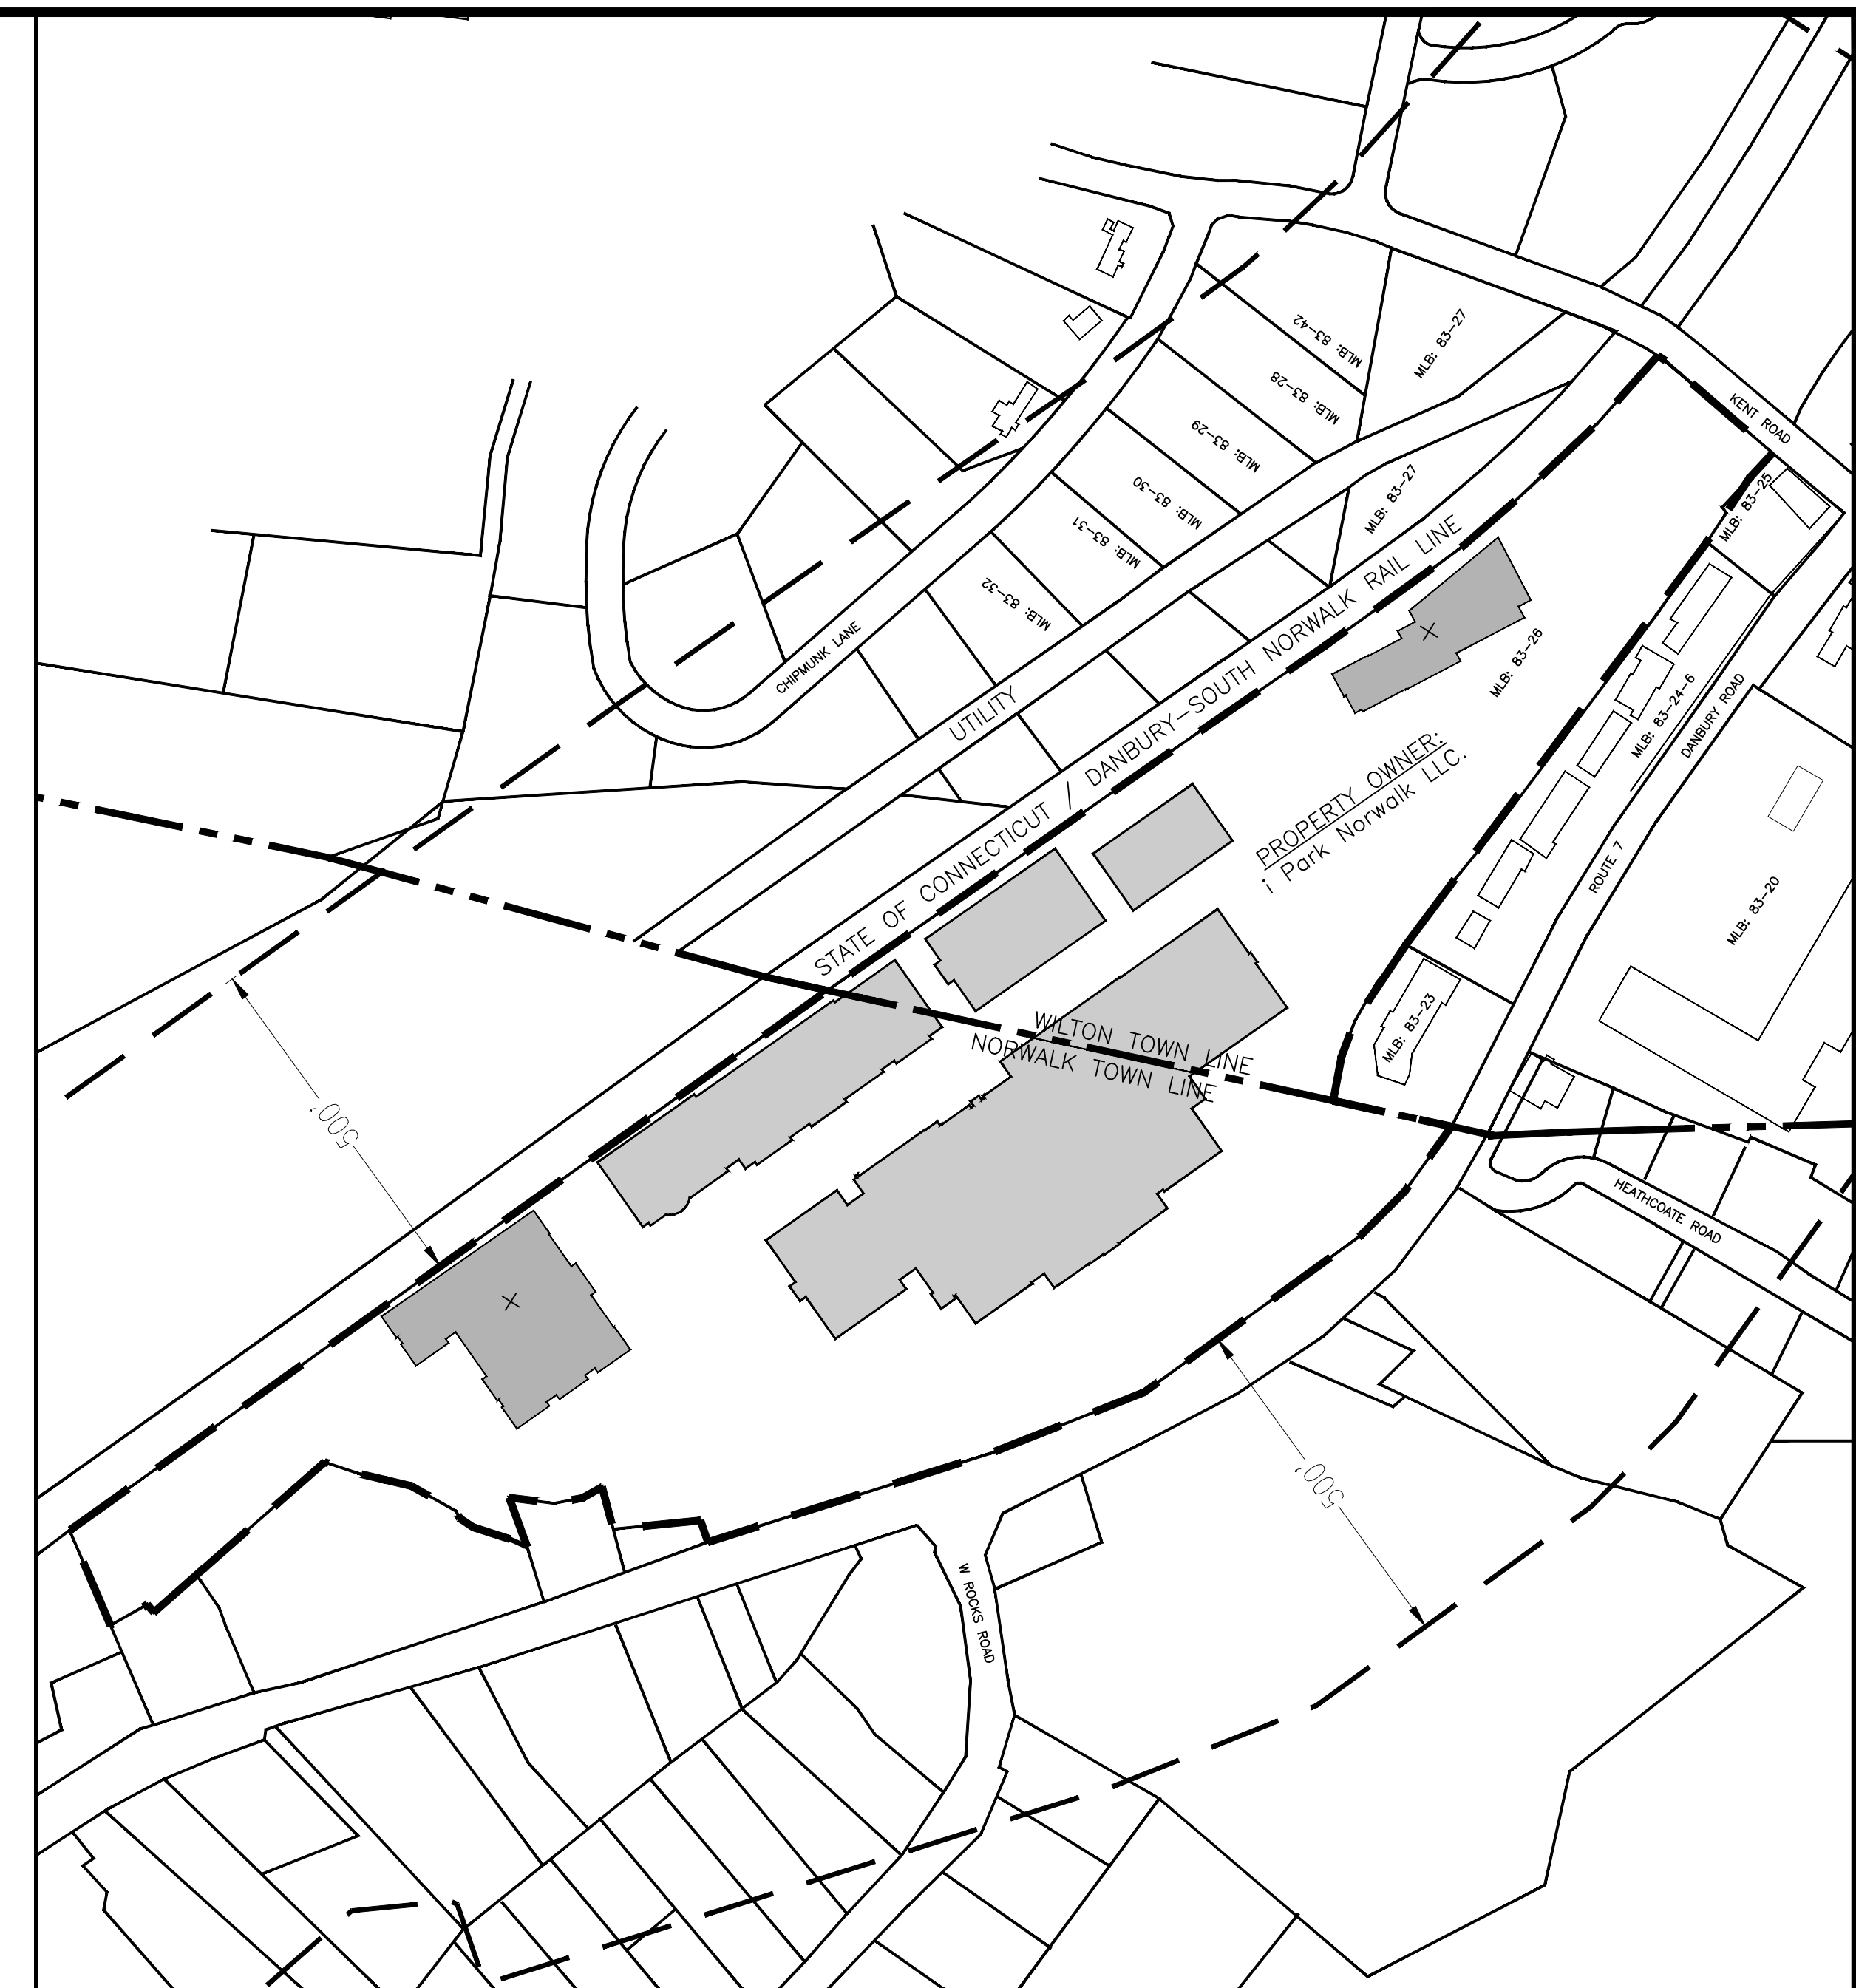 MLB: 83-42
MLB: 83-27
MLB: 83-28
KENT ROAD
MLB: 83-29
MLB: 83-30
MLB: 83-27
MLB: 83-25
MLB: 83-31
MLB: 83-32
CHIPMUNK LANE
UTILITY
STATE OF CONNECTICUT / DANBURY-SOUTH NORWALK RAIL LINE
MLB: 83-26
MLB: 83-24-6
DANBURY ROAD
PROPERTY OWNER:
i Park Norwalk LLC.
ROUTE 7
MLB: 83-20
MLB: 83-23
WILTON TOWN LINE
NORWALK TOWN LINE
500'
HEATHCOATE ROAD
500'
W ROCKS ROAD